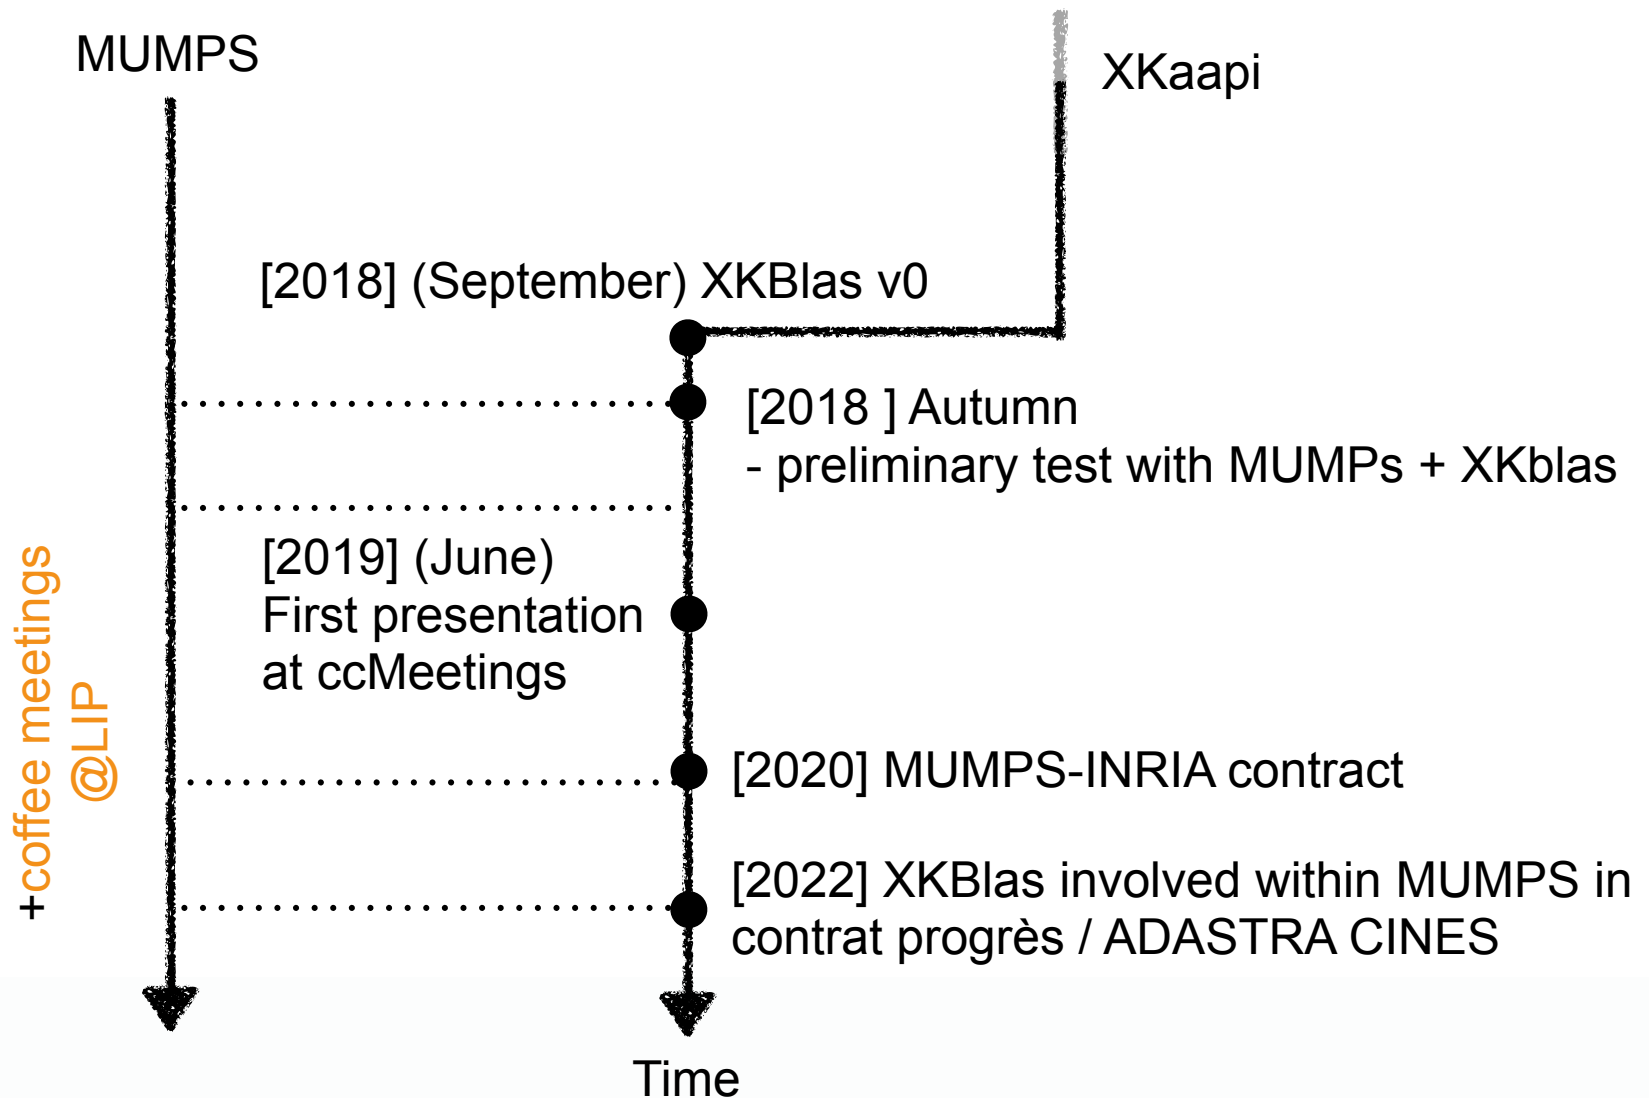 MUMPS
XKaapi
[2018] (September) XKBlas v0
[2018 ] Autumn
- preliminary test with MUMPs + XKblas
[2019] (June)
First presentation
at ccMeetings
+coffee meetings
@LIP
[2020] MUMPS-INRIA contract
[2022] XKBlas involved within MUMPS in
contrat progrès / ADASTRA CINES
Time